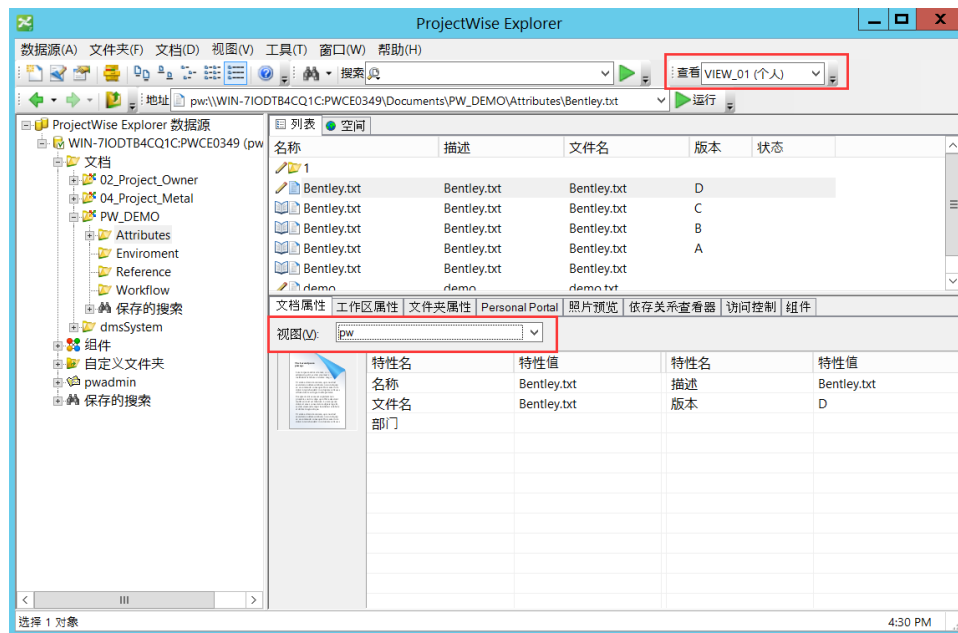 ProjectWise Explorer
数据源(A) 文件夹(F) 文档(D) 视图(V) 工具(T) 窗口(W) 帮助(H)
搜索 查看 VIEW_01 (个人)
地址 pw:\\WIN-7IODTB4CQ1C:PWCE0349\Documents\PW_DEMO\Attributes\Bentley.txt 运行
ProjectWise Explorer 数据源
WIN-7IODTB4CQ1C:PWCE0349 (pw
文档
02_Project_Owner
04_Project_Metal
PW_DEMO
Attributes
Enviroment
Reference
Workflow
保存的搜索
dmsSystem
组件
自定义文件夹
pwadmin
保存的搜索
列表 空间
名称 描述 文件名 版本 状态
1
Bentley.txt Bentley.txt Bentley.txt D
Bentley.txt Bentley.txt Bentley.txt C
Bentley.txt Bentley.txt Bentley.txt B
Bentley.txt Bentley.txt Bentley.txt A
Bentley.txt Bentley.txt Bentley.txt
demo demo demo.txt
文档属性 工作区属性 文件夹属性 Personal Portal 照片预览 依存关系查看器 访问控制 组件
视图(V): pw
特性名 特性值 特性名 特性值
名称 Bentley.txt 描述 Bentley.txt
文件名 Bentley.txt 版本 D
部门
选择 1 对象 4:30 PM